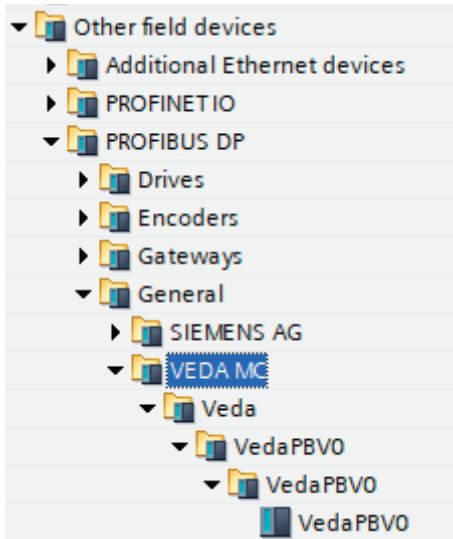 Other field devices
Additional Ethernet devices
PROFINET IO
PROFIBUS DP
Drives
Encoders
Gateways
General
SIEMENS AG
VEDA MC
Veda
VedaPBV0
VedaPBV0
VedaPBV0